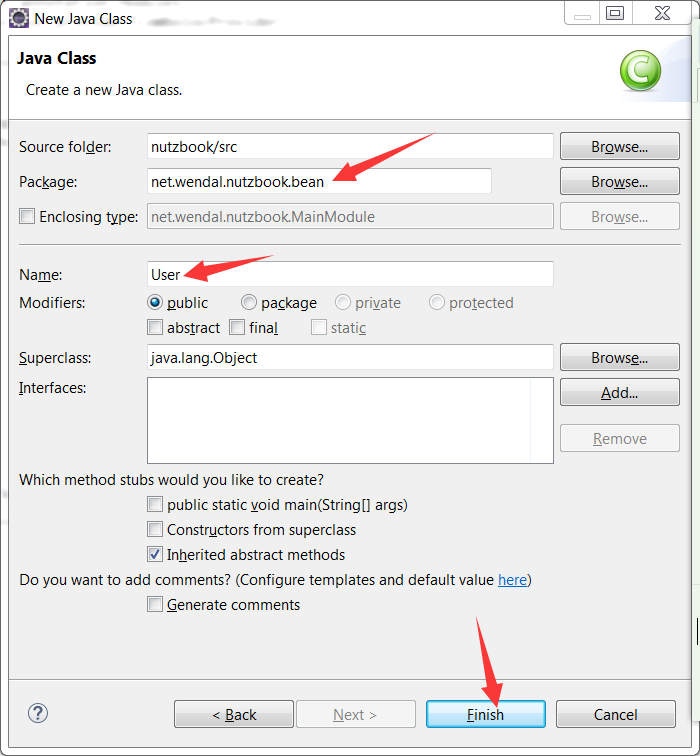 New Java Class
Java Class
Create a new Java class.
Source folder: nutzbook/src Browse...
Package: net.wendal.nutzbook.bean Browse...
Enclosing type: net.wendal.nutzbook.MainModule Browse...
Name: User
Modifiers: public package private protected
abstract final static
Superclass: java.lang.Object Browse...
Interfaces: Add...
Remove
Which method stubs would you like to create?
public static void main(String[] args)
Constructors from superclass
Inherited abstract methods
Do you want to add comments? (Configure templates and default value here)
Generate comments
< Back Next > Finish Cancel